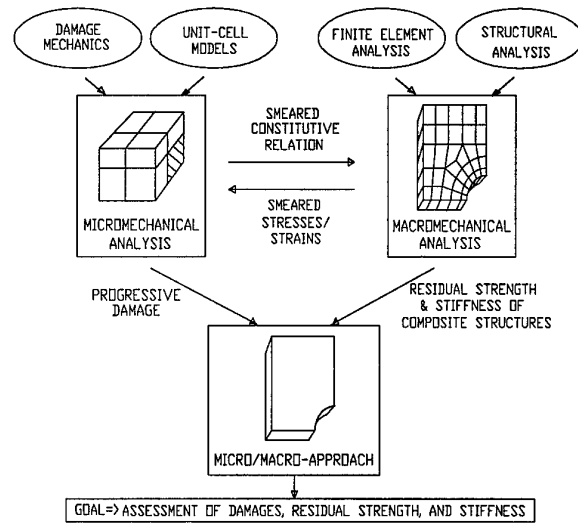 DAMAGE
MECHANICS
UNIT-CELL
MODELS
FINITE ELEMENT
ANALYSIS
STRUCTURAL
ANALYSIS
MICROMECHANICAL
ANALYSIS
SMEARED
CONSTITUTIVE
RELATION
SMEARED
STRESSES/
STRAINS
MACROMECHANICAL
ANALYSIS
PROGRESSIVE
DAMAGE
RESIDUAL STRENGTH
& STIFFNESS OF
COMPOSITE STRUCTURES
MICRO/MACRO-APPROACH
GOAL=> ASSESSMENT OF DAMAGES, RESIDUAL STRENGTH, AND STIFFNESS